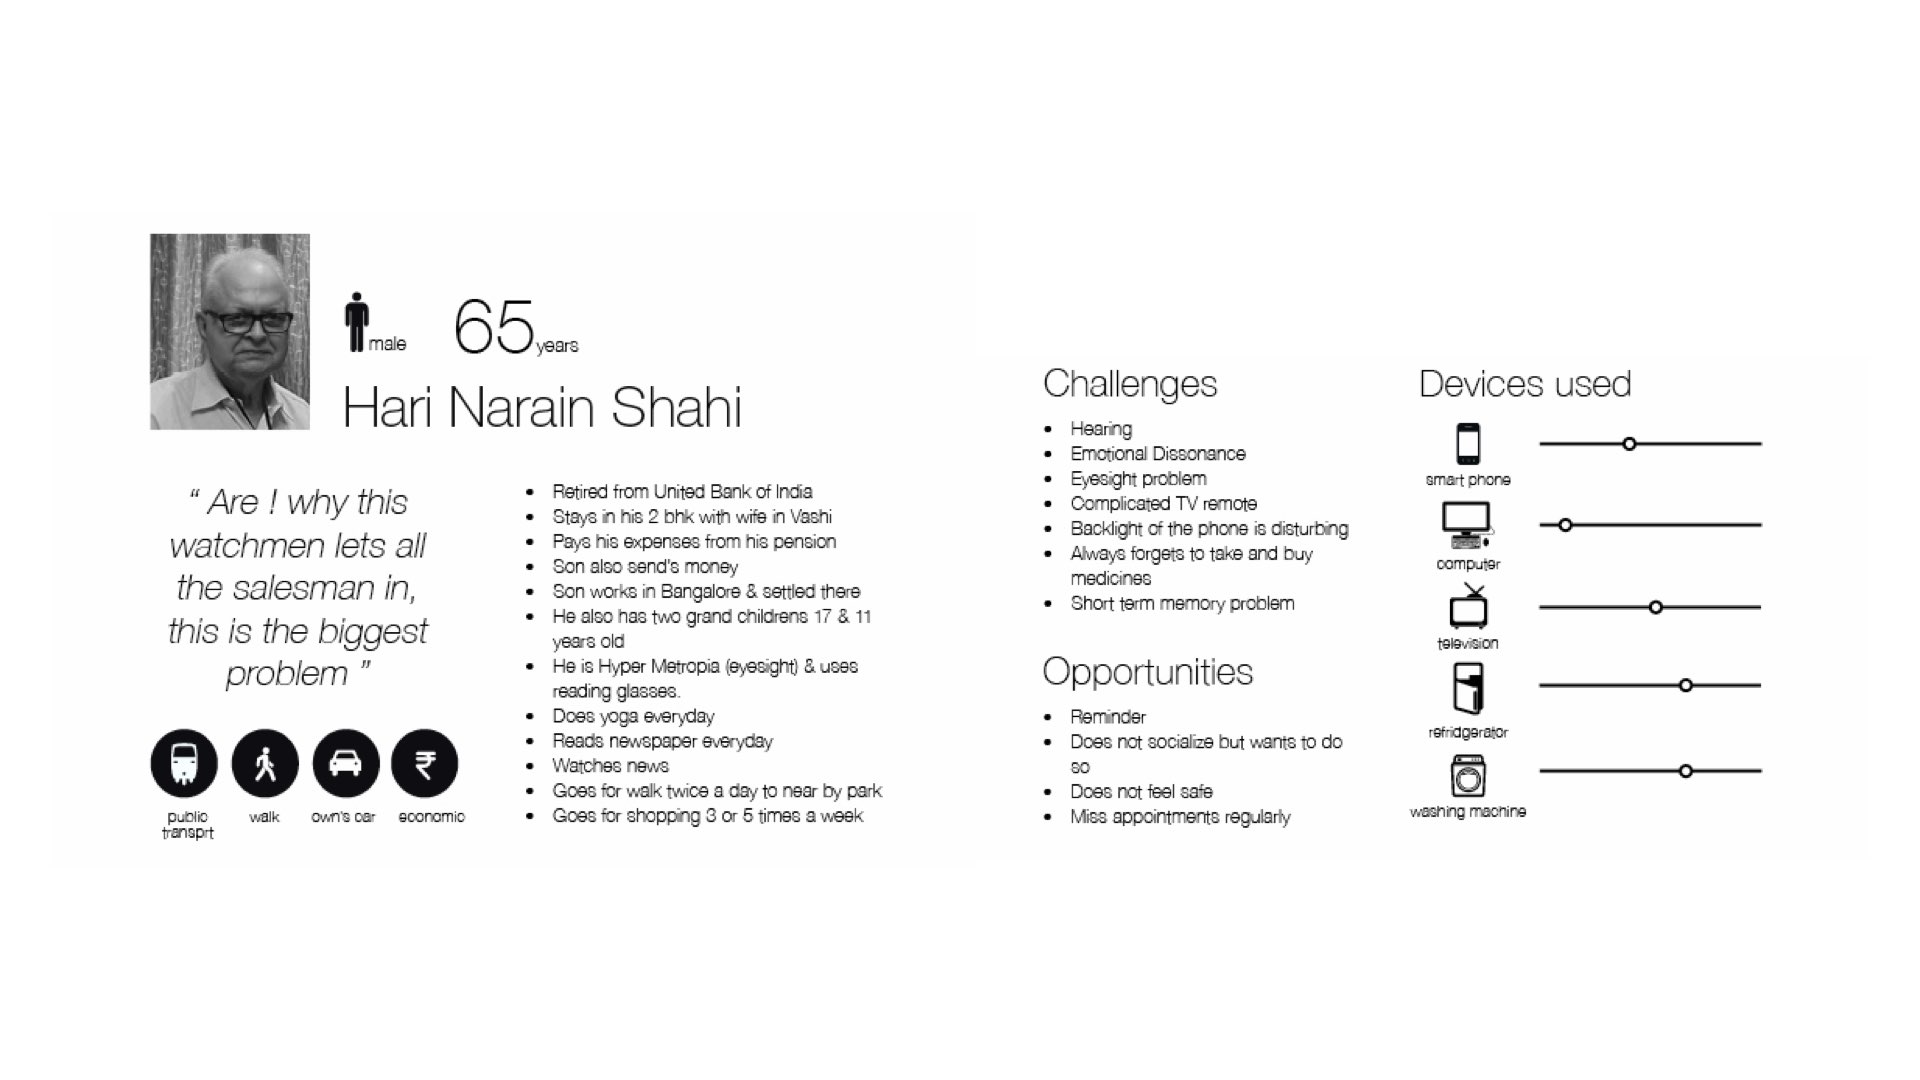 male
65 years
Hari Narain Shahi
“ Are ! why this
watchmen lets all
the salesman in,
this is the biggest
problem ”
public
transprt
walk
own's car
economic
• Retired from United Bank of India
• Stays in his 2 bhk with wife in Vashi
• Pays his expenses from his pension
• Son also send's money
• Son works in Bangalore & settled there
• He also has two grand childrens 17 & 11
years old
• He is Hyper Metropia (eyesight) & uses
reading glasses.
• Does yoga everyday
• Reads newspaper everyday
• Watches news
• Goes for walk twice a day to near by park
• Goes for shopping 3 or 5 times a week
Challenges
• Hearing
• Emotional Dissonance
• Eyesight problem
• Complicated TV remote
• Backlight of the phone is disturbing
• Always forgets to take and buy
medicines
• Short term memory problem
Opportunities
• Reminder
• Does not socialize but wants to do
so
• Does not feel safe
• Miss appointments regularly
Devices used
smart phone
computer
television
refridgerator
washing machine